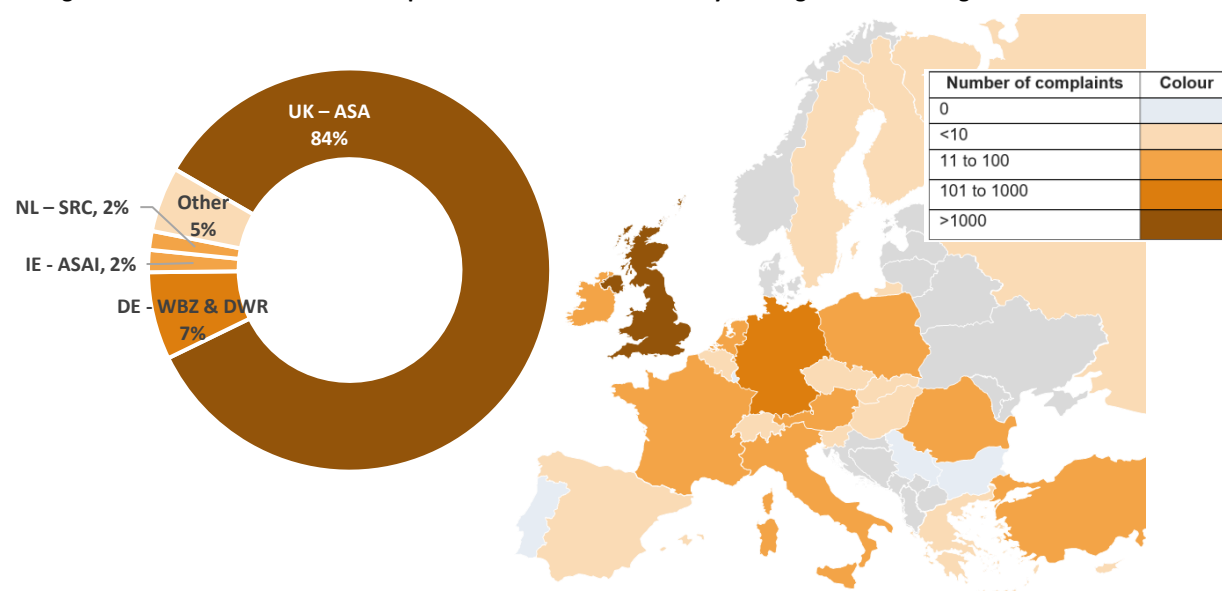 UK – ASA
84%
Other
5%
NL – SRC, 2%
IE - ASAI, 2%
DE - WBZ & DWR
7%
Number of complaints Colour
0
<10
11 to 100
101 to 1000
>1000